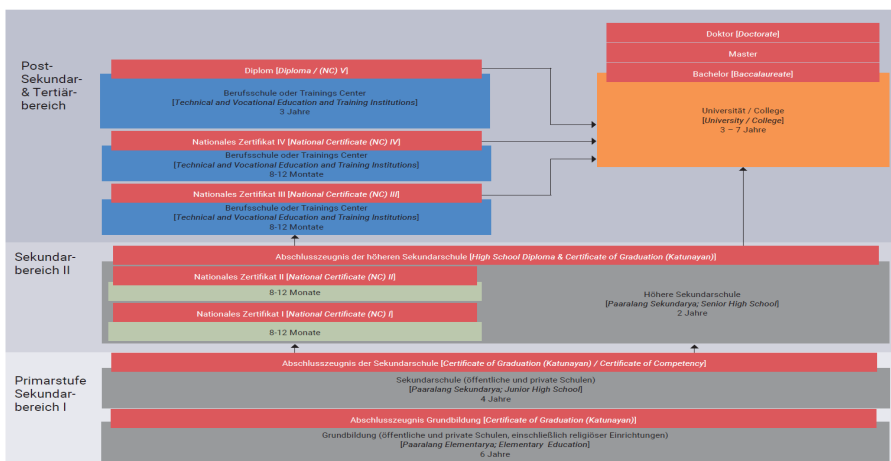 Post-
Sekundar-
& Tertiär-
bereich
Diplom [Diploma / (NC) V]
Berufsschule oder Trainings Center
[Technical and Vocational Education and Training Institutions]
3 Jahre
Nationales Zertifikat IV [National Certificate (NC) IV]
Berufsschule oder Trainings Center
[Technical and Vocational Education and Training Institutions]
8-12 Montate
Nationales Zertifikat III [National Certificate (NC) III]
Berufsschule oder Trainings Center
[Technical and Vocational Education and Training Institutions]
8-12 Montate
Doktor [Doctorate]
Master
Bachelor [Baccalaureate]
Universität / College
[University / College]
3 – 7 Jahre
Sekundar-
bereich II
Abschlusszeugnis der höheren Sekundarschule [High School Diploma & Certificate of Graduation (Katunayan)]
Nationales Zertifikat II [National Certificate (NC) II]
8-12 Monate
Nationales Zertifikat I [National Certificate (NC) I]
8-12 Monate
Höhere Sekundarschule
[Paaralang Sekundarya; Senior High School]
2 Jahre
Primarstufe
Sekundar-
bereich I
Abschlusszeugnis der Sekundarschule [Certificate of Graduation (Katunayan) / Certificate of Competency]
Sekundarschule (öffentliche und private Schulen)
[Paaralang Sekundarya; Junior High School]
4 Jahre
Abschlusszeugnis Grundbildung [Certificate of Graduation (Katunayan)]
Grundbildung (öffentliche und private Schulen, einschließlich religiöser Einrichtungen)
[Paaralang Elementarya; Elementary Education]
6 Jahre